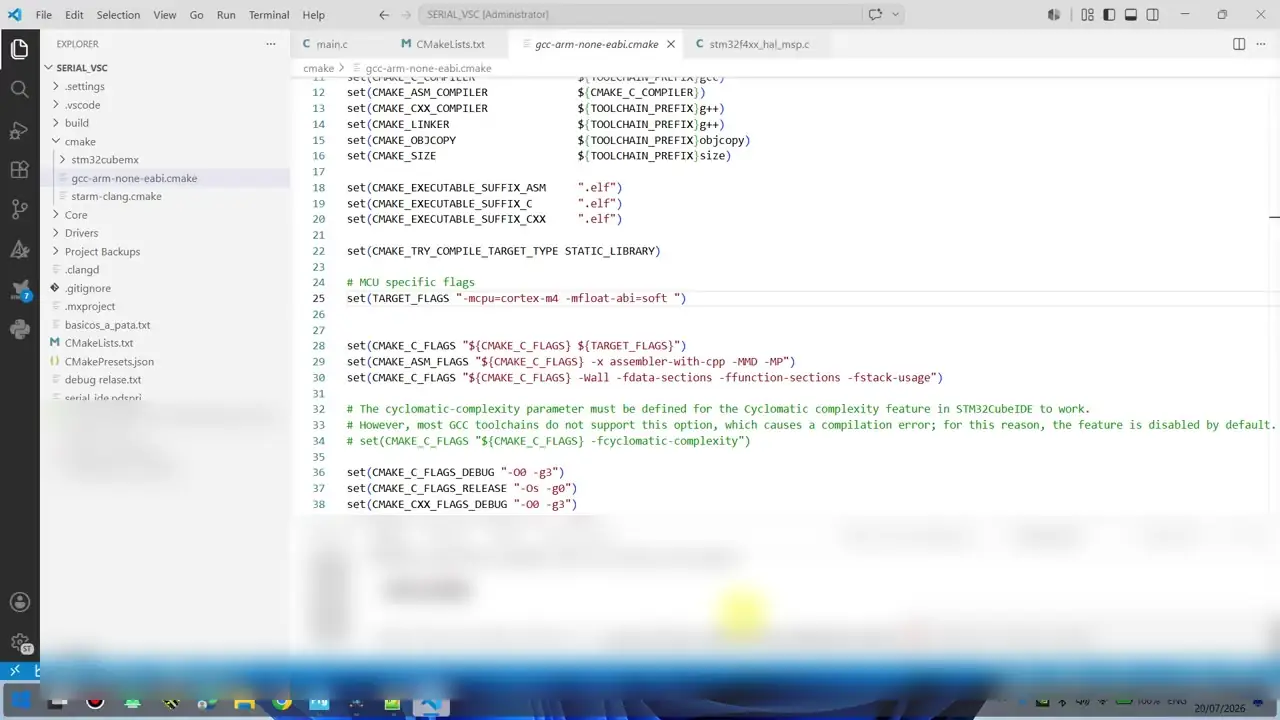 File Edit Selection View Go Run Terminal Help
SERIAL_VSC [Administrator]
EXPLORER
SERIAL_VSC
.settings
.vscode
build
cmake
stm32cubemx
gcc-arm-none-eabi.cmake
starm-clang.cmake
Core
Drivers
Project Backups
.clangd
.gitignore
.mxproject
basicos_a_pata.txt
CMakeLists.txt
CMakePresets.json
debug relase.txt
main.c
CMakeLists.txt
gcc-arm-none-eabi.cmake
stm32f4xx_hal_msp.c
cmake > gcc-arm-none-eabi.cmake
11 set(CMAKE_C_COMPILER ${TOOLCHAIN_PREFIX}gcc)
12 set(CMAKE_ASM_COMPILER ${CMAKE_C_COMPILER})
13 set(CMAKE_CXX_COMPILER ${TOOLCHAIN_PREFIX}g++)
14 set(CMAKE_LINKER ${TOOLCHAIN_PREFIX}g++)
15 set(CMAKE_OBJCOPY ${TOOLCHAIN_PREFIX}objcopy)
16 set(CMAKE_SIZE ${TOOLCHAIN_PREFIX}size)
17
18 set(CMAKE_EXECUTABLE_SUFFIX_ASM ".elf")
19 set(CMAKE_EXECUTABLE_SUFFIX_C ".elf")
20 set(CMAKE_EXECUTABLE_SUFFIX_CXX ".elf")
21
22 set(CMAKE_TRY_COMPILE_TARGET_TYPE STATIC_LIBRARY)
23
24 # MCU specific flags
25 set(TARGET_FLAGS "-mcpu=cortex-m4 -mfloat-abi=soft ")
26
27
28 set(CMAKE_C_FLAGS "${CMAKE_C_FLAGS} ${TARGET_FLAGS}")
29 set(CMAKE_ASM_FLAGS "${CMAKE_C_FLAGS} -x assembler-with-cpp -MMD -MP")
30 set(CMAKE_C_FLAGS "${CMAKE_C_FLAGS} -Wall -fdata-sections -ffunction-sections -fstack-usage")
31
32 # The cyclomatic-complexity parameter must be defined for the Cyclomatic complexity feature in STM32CubeIDE to work.
33 # However, most GCC toolchains do not support this option, which causes a compilation error; for this reason, the feature is disabled by default.
34 # set(CMAKE_C_FLAGS "${CMAKE_C_FLAGS} -fcyclomatic-complexity")
35
36 set(CMAKE_C_FLAGS_DEBUG "-O0 -g3")
37 set(CMAKE_C_FLAGS_RELEASE "-Os -g0")
38 set(CMAKE_CXX_FLAGS_DEBUG "-O0 -g3")
7
ST
100% ENG
20/07/2026